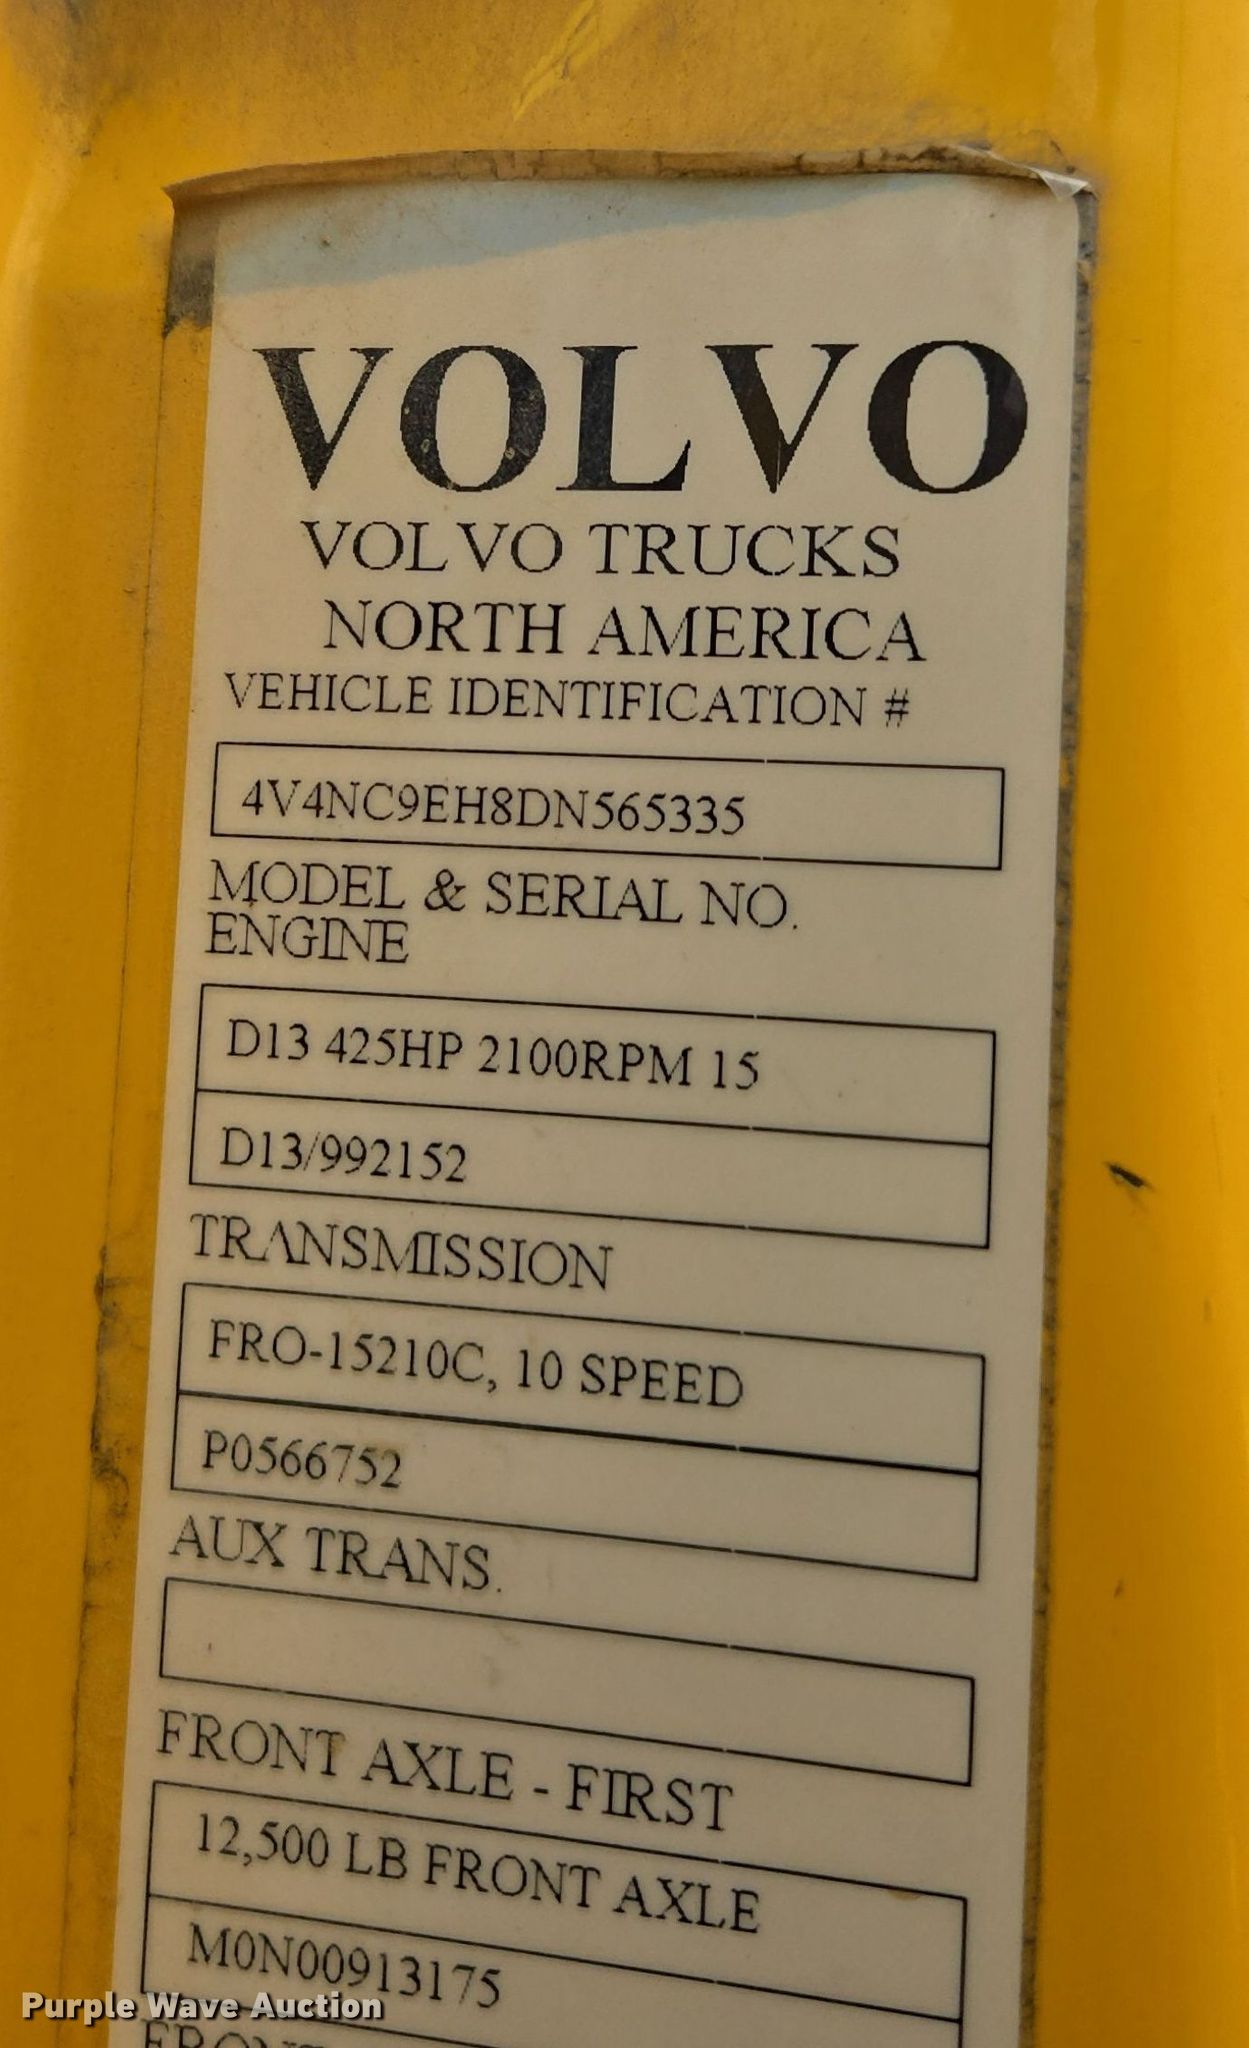 VOLVO
VOLVO TRUCKS
NORTH AMERICA
VEHICLE IDENTIFICATION #
4V4NC9EH8DN565335
MODEL & SERIAL NO.
ENGINE
D13 425HP 2100RPM 15
D13/992152
TRANSMISSION
FRO-15210C, 10 SPEED
P0566752
AUX TRANS.
FRONT AXLE - FIRST
12,500 LB FRONT AXLE
M0N00913175
Purple Wave Auction